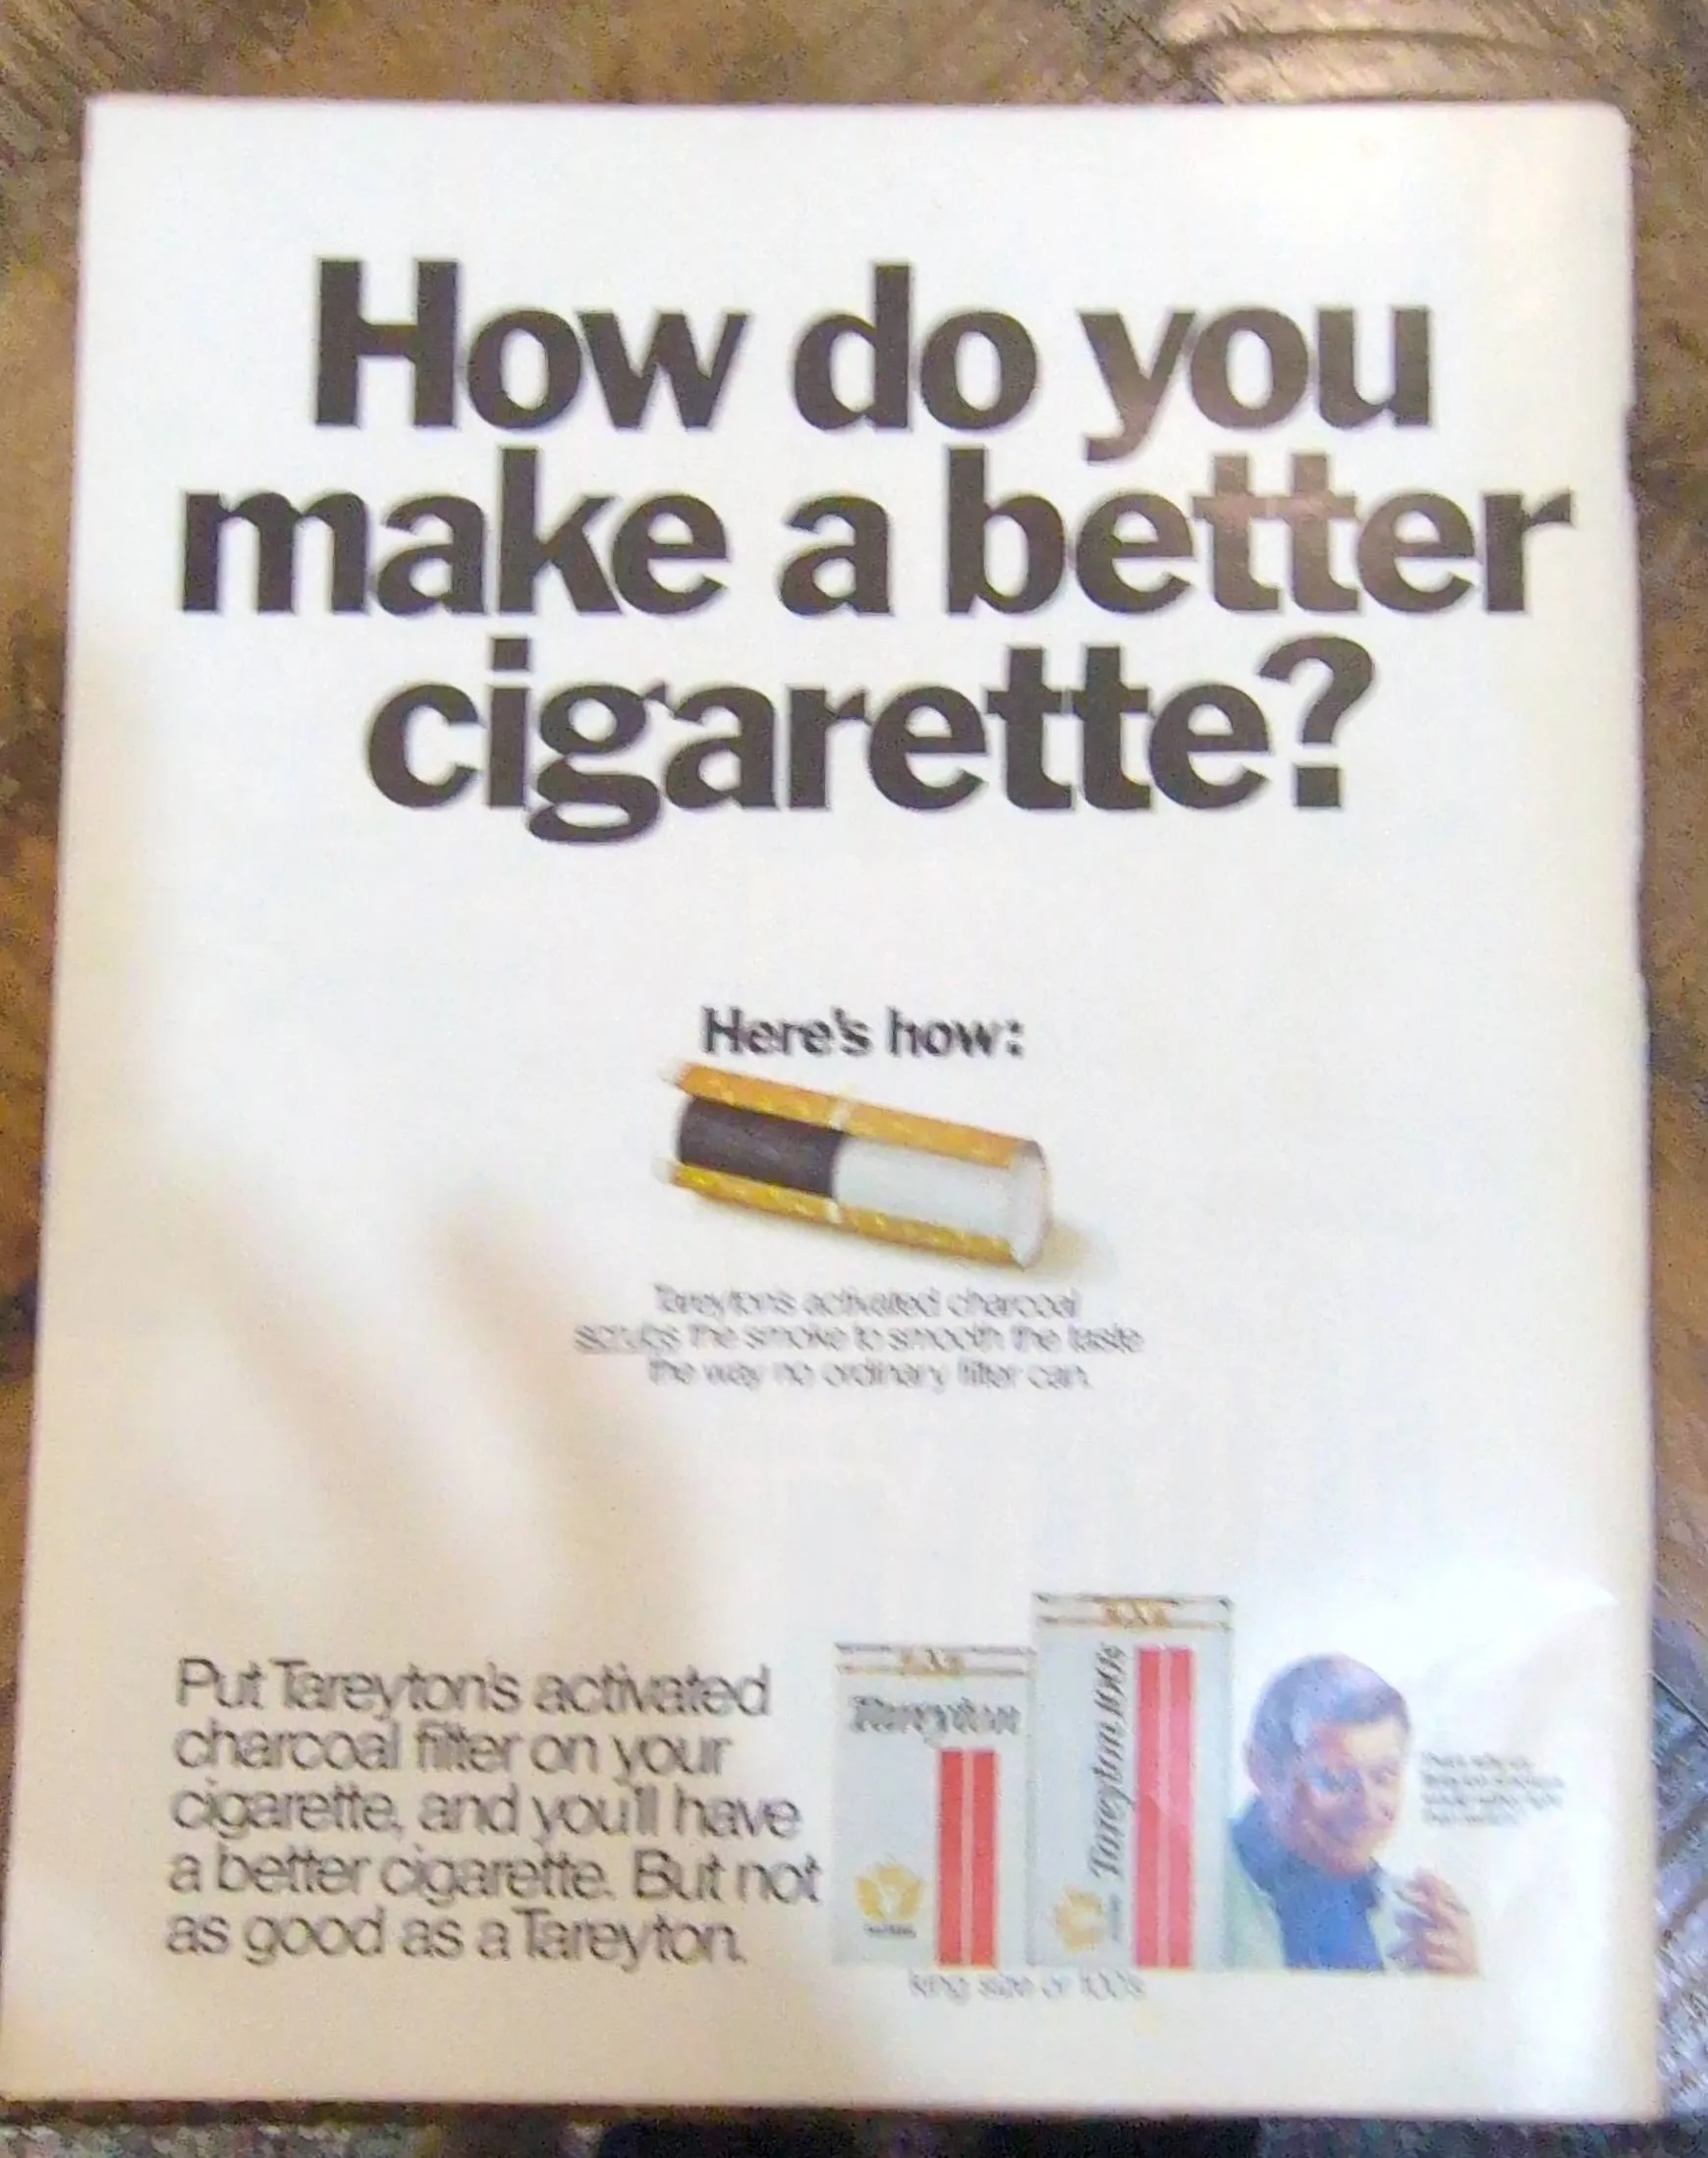 How do you
make a better
cigarette?
Here's how:
Tareyton's activated charcoal
scrubs the smoke to smooth the taste
the way no ordinary filter can.
Put Tareyton's activated
charcoal filter on your
cigarette, and you'll have
a better cigarette. But not
as good as a Tareyton.
Tareyton
Tareyton 100's
king size or 100's